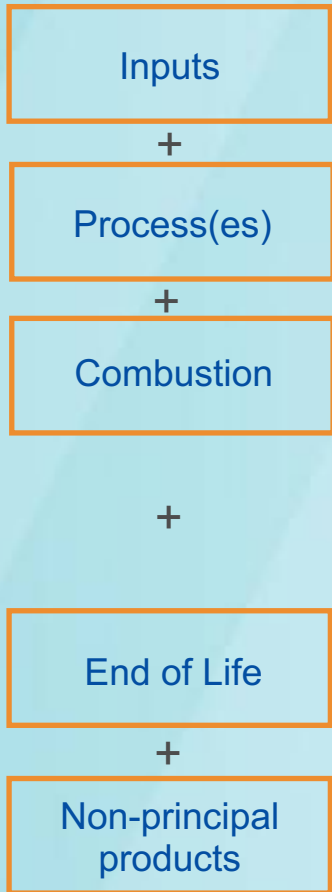 Inputs
+
Process(es)
+
Combustion
+
End of Life
+
Non-principal
products